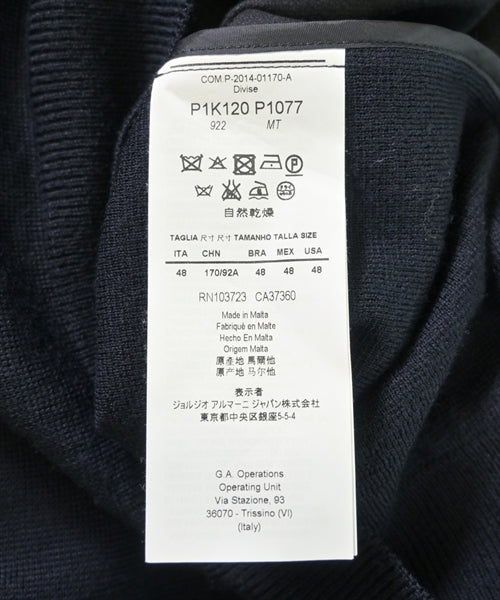 COM.P-2014-01170-A
Divise
P1K120 P1077
922 MT
自然乾燥
TAGLIA 尺寸 尺寸 TAMANHO TALLA SIZE
ITA CHN BRA MEX USA
48 170/92A 48 48 48
RN103723 CA37360
Made in Malta
Fabriqué en Malte
Hecho En Malta
Origem Malta
原產地 馬爾他
原产地 马尔他
表示者
ジョルジオ アルマーニ ジャパン株式会社
東京都中央区銀座5-5-4
G.A. Operations
Operating Unit
Via Stazione, 93
36070 - Trissino (VI)
(Italy)